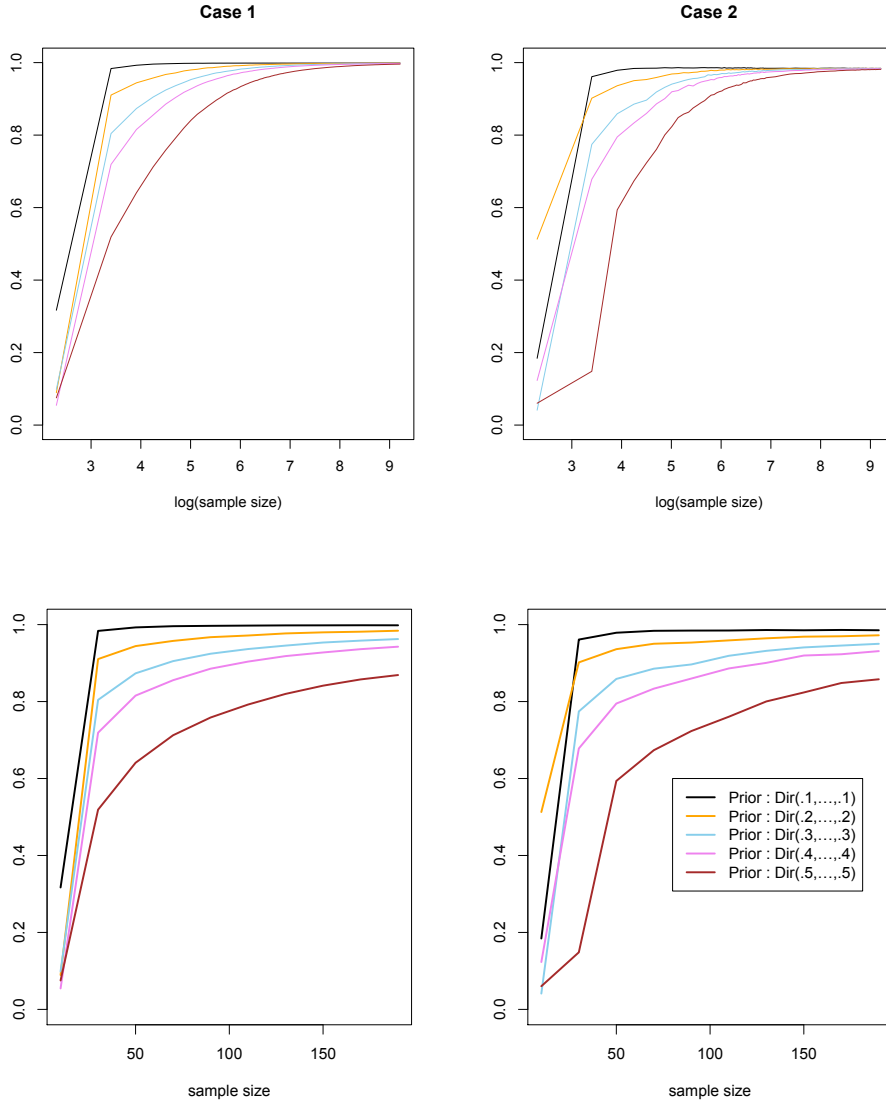 Case 1
Case 2
1.0
0.8
0.6
0.4
0.2
0.0
3 4 5 6 7 8 9
log(sample size)
1.0
0.8
0.6
0.4
0.2
0.0
3 4 5 6 7 8 9
log(sample size)
1.0
0.8
0.6
0.4
0.2
0.0
50 100 150
sample size
1.0
0.8
0.6
0.4
0.2
0.0
Prior : Dir(.1,…,.1)
Prior : Dir(.2,…,.2)
Prior : Dir(.3,…,.3)
Prior : Dir(.4,…,.4)
Prior : Dir(.5,…,.5)
50 100 150
sample size